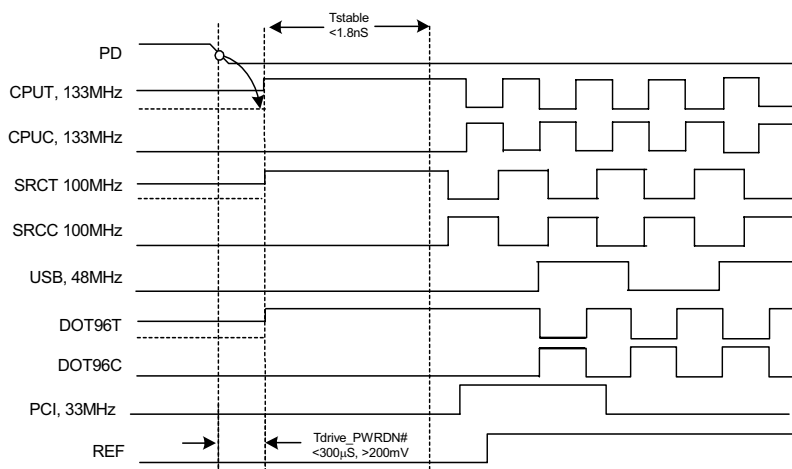 Tstable
<1.8nS
PD
CPUT, 133MHz
CPUC, 133MHz
SRCT 100MHz
SRCC 100MHz
USB, 48MHz
DOT96T
DOT96C
PCI, 33MHz
Tdrive_PWRDN#
<300µS, >200mV
REF